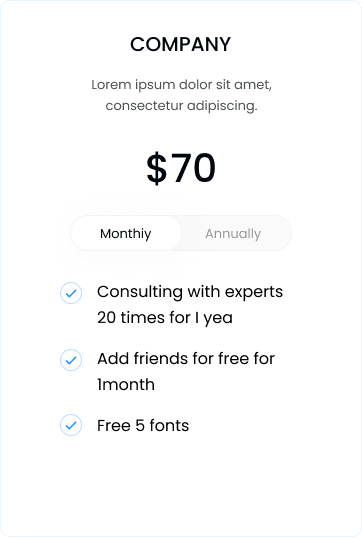 COMPANY
Lorem ipsum dolor sit amet,
consectetur adipiscing.
$70
Monthiy
Annually
Consulting with experts
20 times for I yea
Add friends for free for
1month
Free 5 fonts